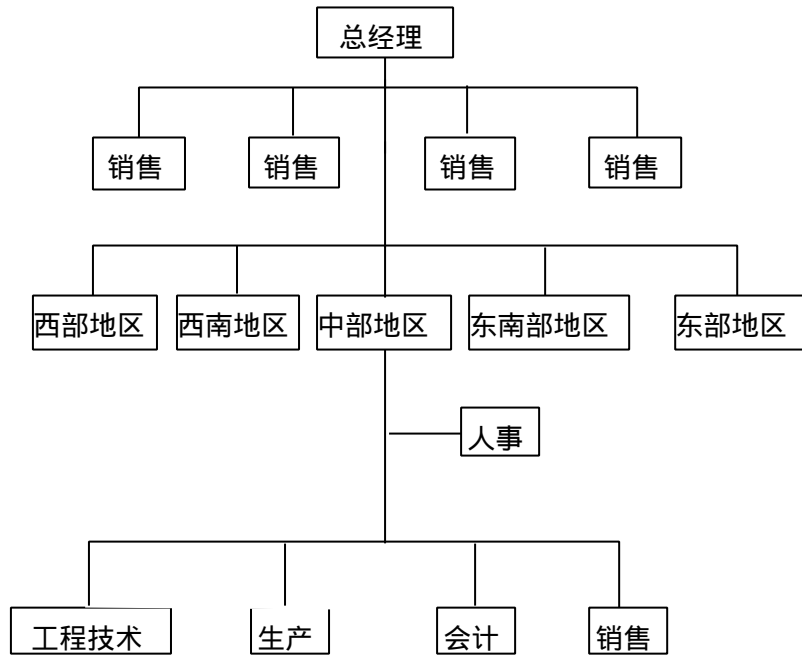 总经理
销售
销售
销售
销售
西部地区
西南地区
中部地区
东南部地区
东部地区
人事
工程技术
生产
会计
销售